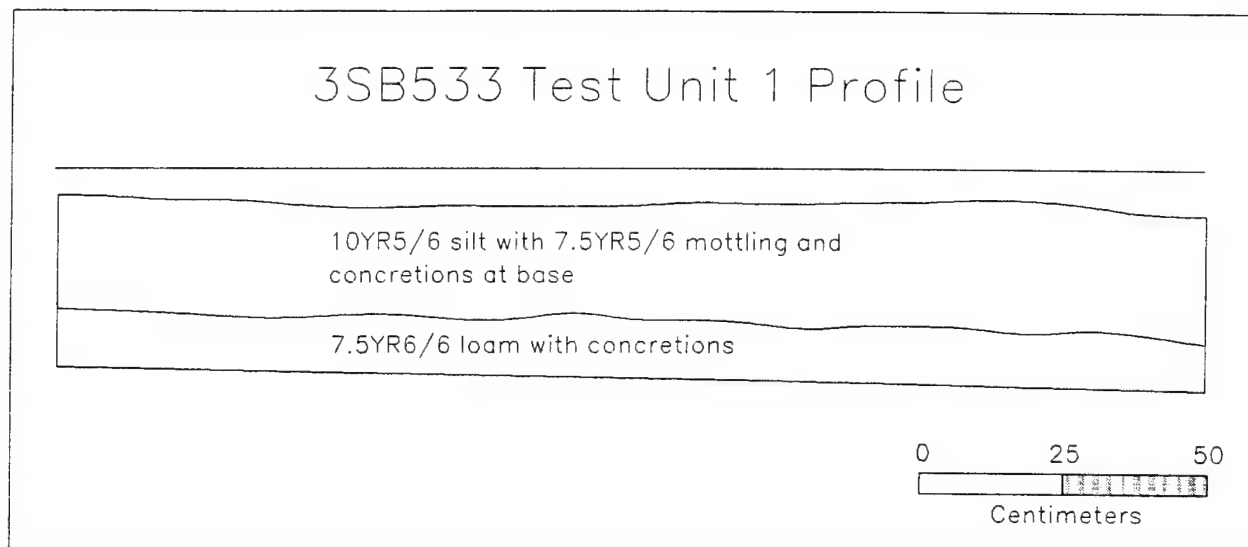 3SB533 Test Unit 1 Profile
10YR5/6 silt with 7.5YR5/6 mottling and
concretions at base
7.5YR6/6 loam with concretions
0 25 50
Centimeters